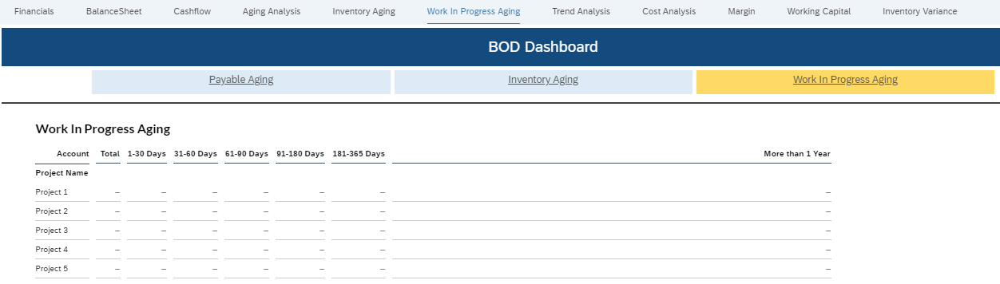 Financials BalanceSheet Cashflow Aging Analysis Inventory Aging Work In Progress Aging Trend Analysis Cost Analysis Margin Working Capital Inventory Variance
BOD Dashboard
Payable Aging Inventory Aging Work In Progress Aging
Work In Progress Aging
Account Total 1-30 Days 31-60 Days 61-90 Days 91-180 Days 181-365 Days More than 1 Year
Project Name
Project 1 – – – – – – –
Project 2 – – – – – – –
Project 3 – – – – – – –
Project 4 – – – – – – –
Project 5 – – – – – – –